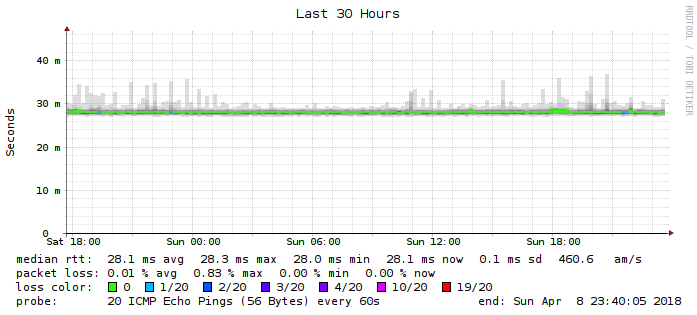 Last 30 Hours
RRDTOOL / TOBI OETIKER
Seconds
40 m
30 m
20 m
10 m
0
Sat 18:00 Sun 00:00 Sun 06:00 Sun 12:00 Sun 18:00
median rtt: 28.1 ms avg 28.3 ms max 28.0 ms min 28.1 ms now 0.1 ms sd 460.6 am/s
packet loss: 0.01 % avg 0.83 % max 0.00 % min 0.00 % now
loss color: 0 1/20 2/20 3/20 4/20 10/20 19/20
probe: 20 ICMP Echo Pings (56 Bytes) every 60s end: Sun Apr 8 23:40:05 2018